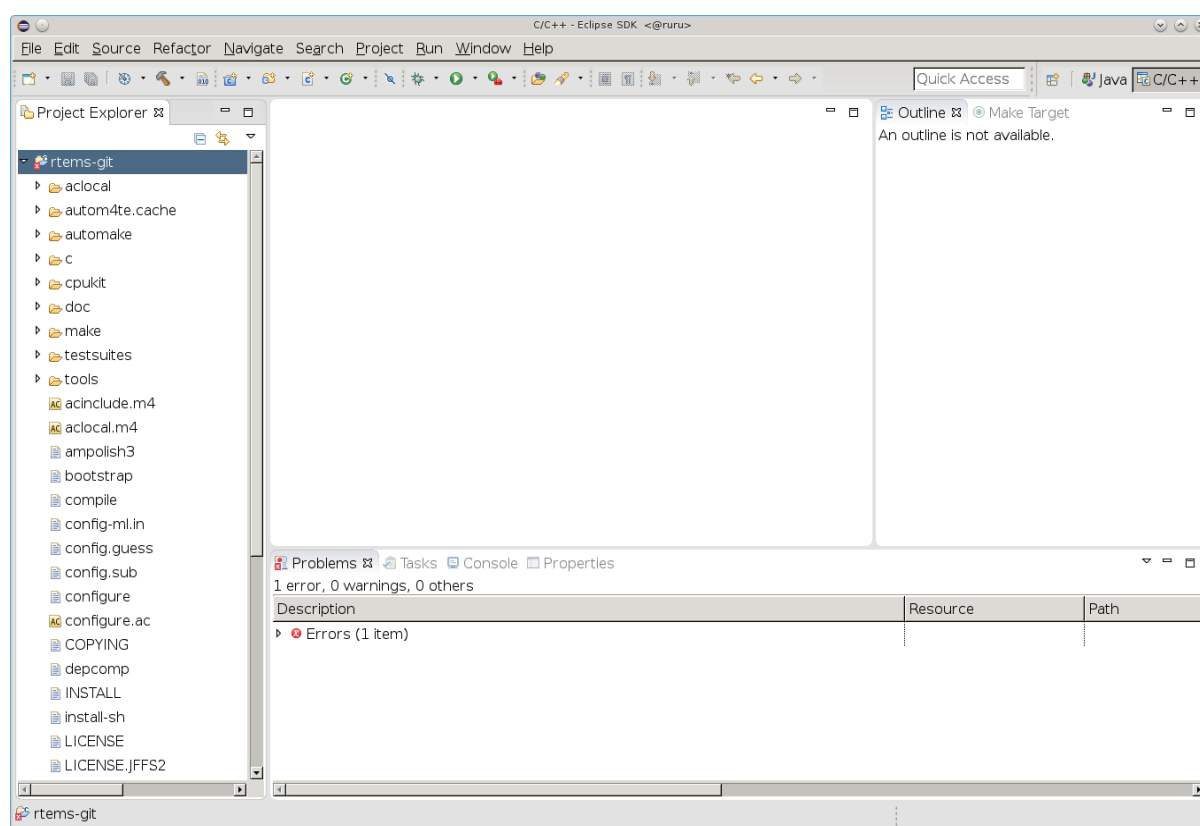 C/C++ - Eclipse SDK <@ruru>
File Edit Source Refactor Navigate Search Project Run Window Help
Quick Access Java C/C++
Project Explorer
Outline Make Target
An outline is not available.
rtems-git
aclocal
autom4te.cache
automake
c
cpukit
doc
make
testsuites
tools
AC acinclude.m4
AC aclocal.m4
ampolish3
bootstrap
compile
config-ml.in
config.guess
config.sub
configure
AC configure.ac
COPYING
depcomp
INSTALL
install-sh
LICENSE
LICENSE.JFFS2
Problems Tasks Console Properties
1 error, 0 warnings, 0 others
Description Resource Path
Errors (1 item)
rtems-git